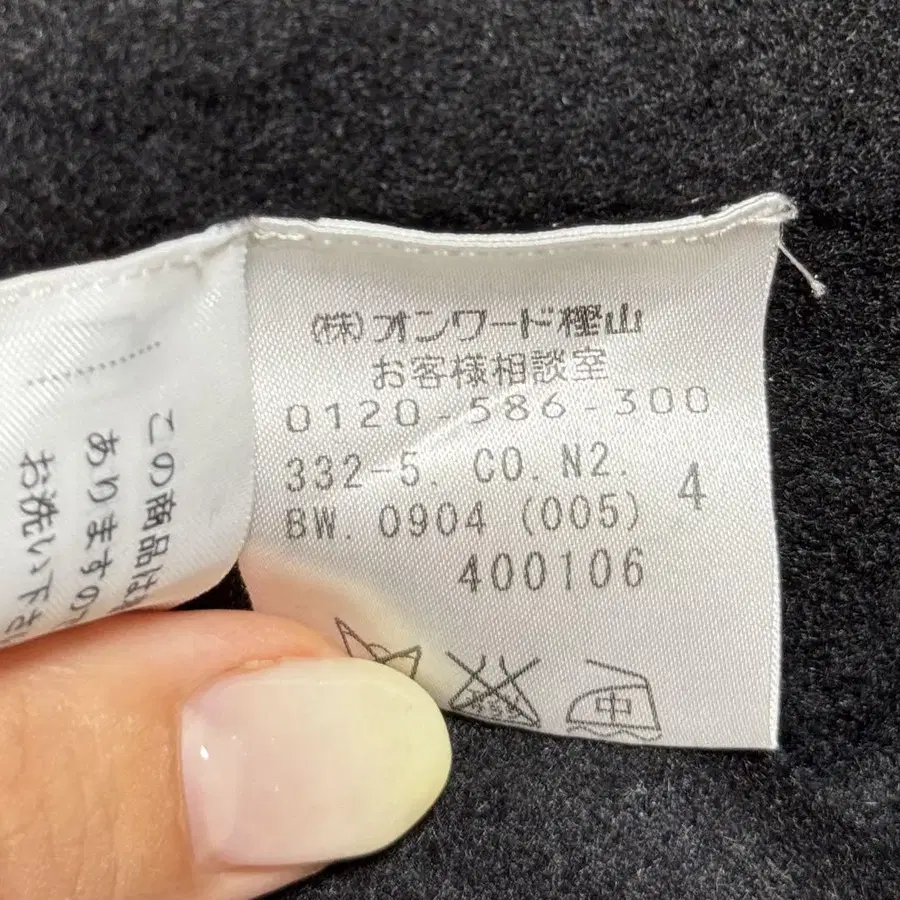 (株)オンワード樫山
お客様相談室
0120-586-300
332-5. CO. N2.
BW. 0904 (005) 4
400106
中
この商品は
ありますの
お洗い下さ